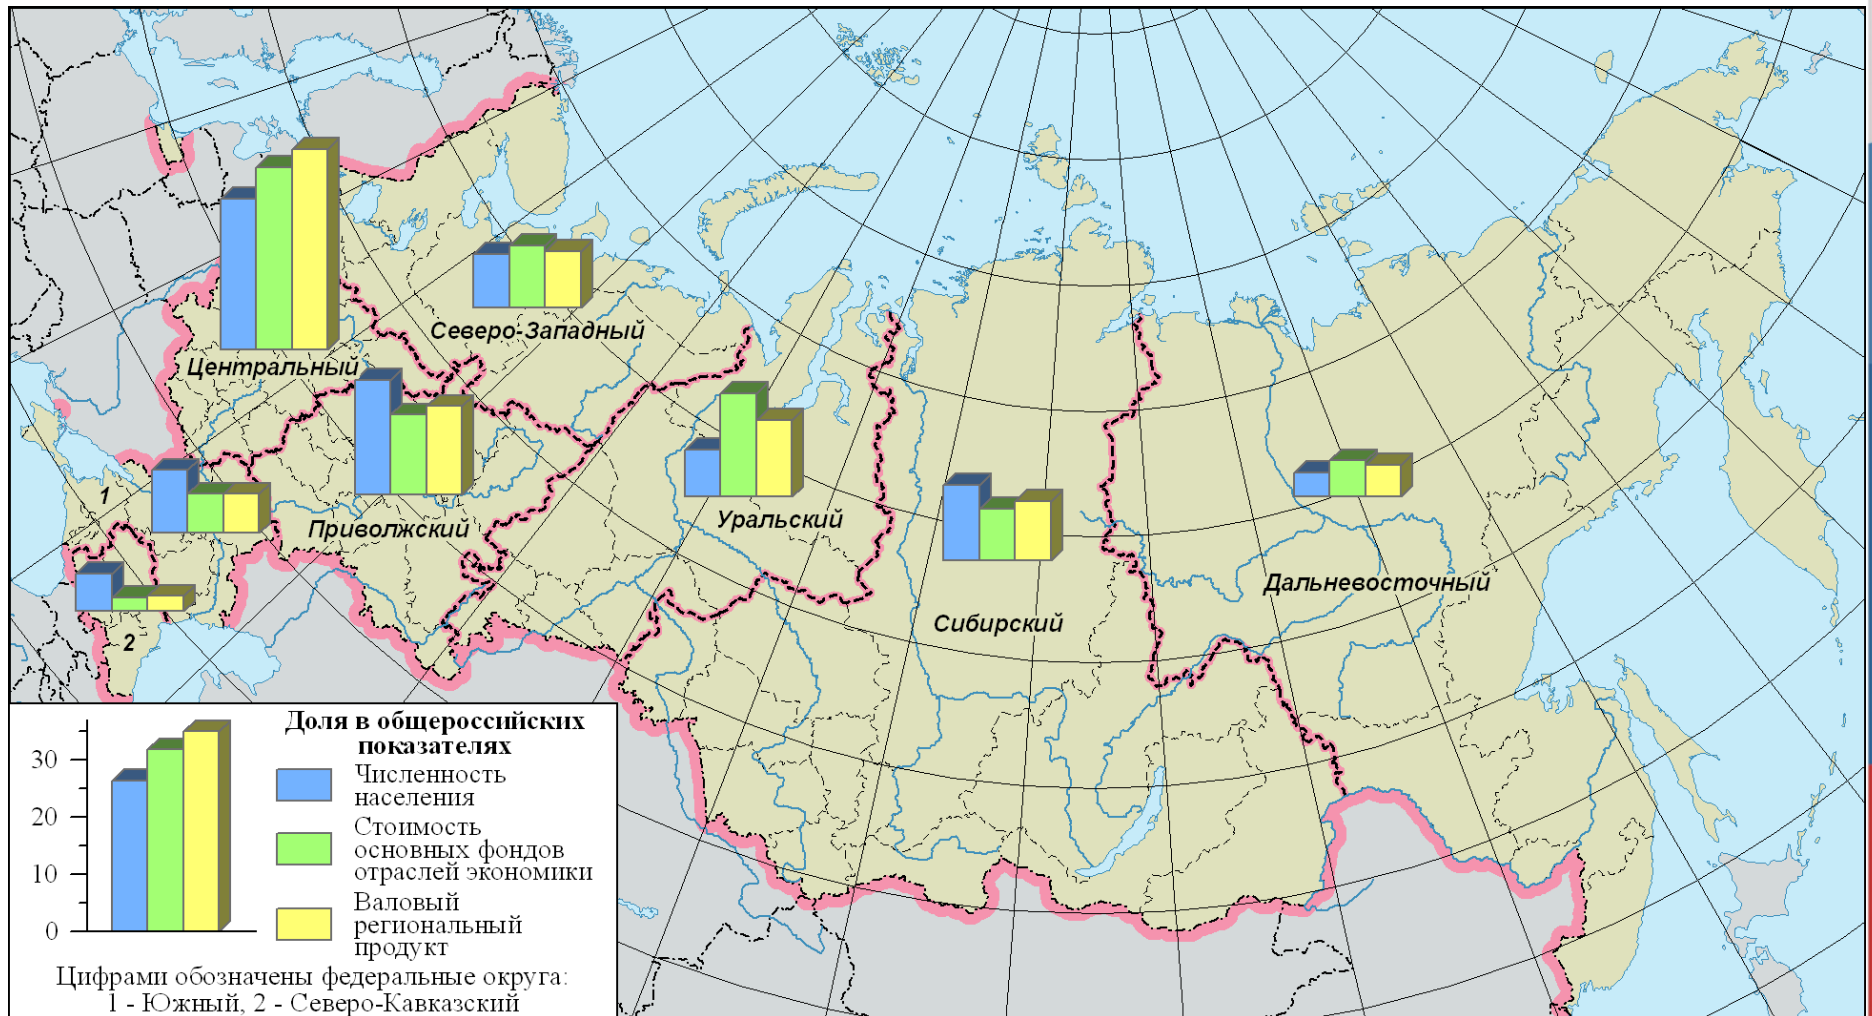 Северо-Западный
Центральный
1
Приволжский
Уральский
Дальневосточный
Сибирский
2
Доля в общероссийских
показателях
30
20
10
0
Численность
населения
Стоимость
основных фондов
отраслей экономики
Валовый
региональный
продукт
Цифрами обозначены федеральные округа:
1 - Южный, 2 - Северо-Кавказский